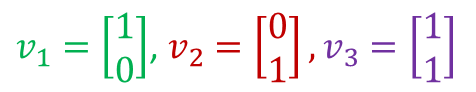 v₁ = [1 0], v₂ = [0 1], v₃ = [1 1]